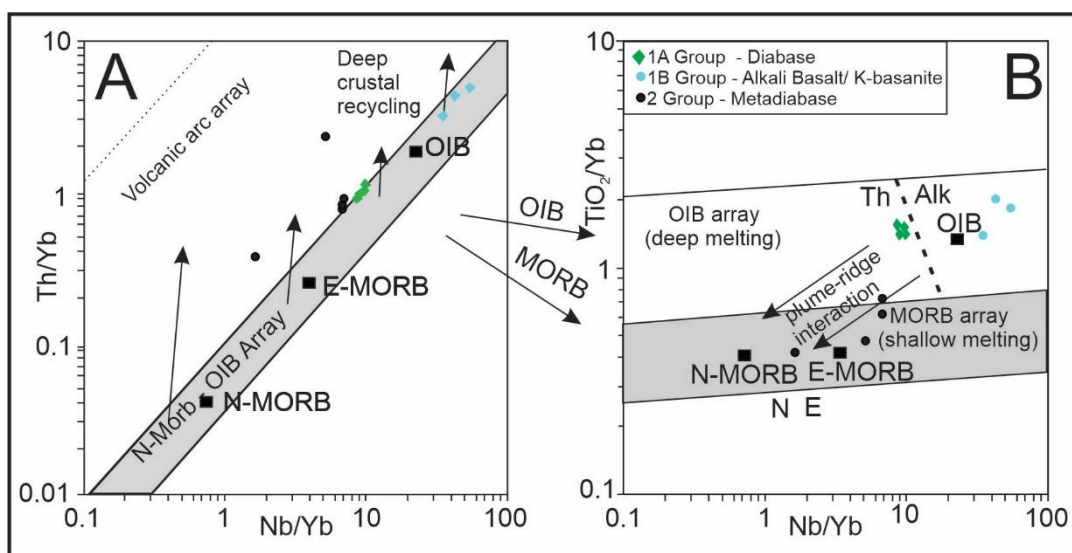 A
10
1
0.1
0.01
Th/Yb
0.1
1
10
100
Nb/Yb
Volcanic arc array
Deep
crustal
recycling
OIB
E-MORB
N-MORB
N-Morb - OIB Array
OIB
MORB
B
1A Group - Diabase
1B Group - Alkali Basalt/ K-basanite
2 Group - Metadiabase
10
1
0.1
TiO₂/Yb
0.1
1
10
100
Nb/Yb
Th
Alk
OIB array
(deep melting)
OIB
plume-ridge
interaction
MORB array
(shallow melting)
N-MORB
E-MORB
N E